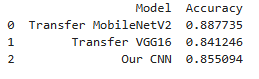 Model Accuracy
0 Transfer MobileNetV2 0.887735
1 Transfer VGG16 0.841246
2 Our CNN 0.855094